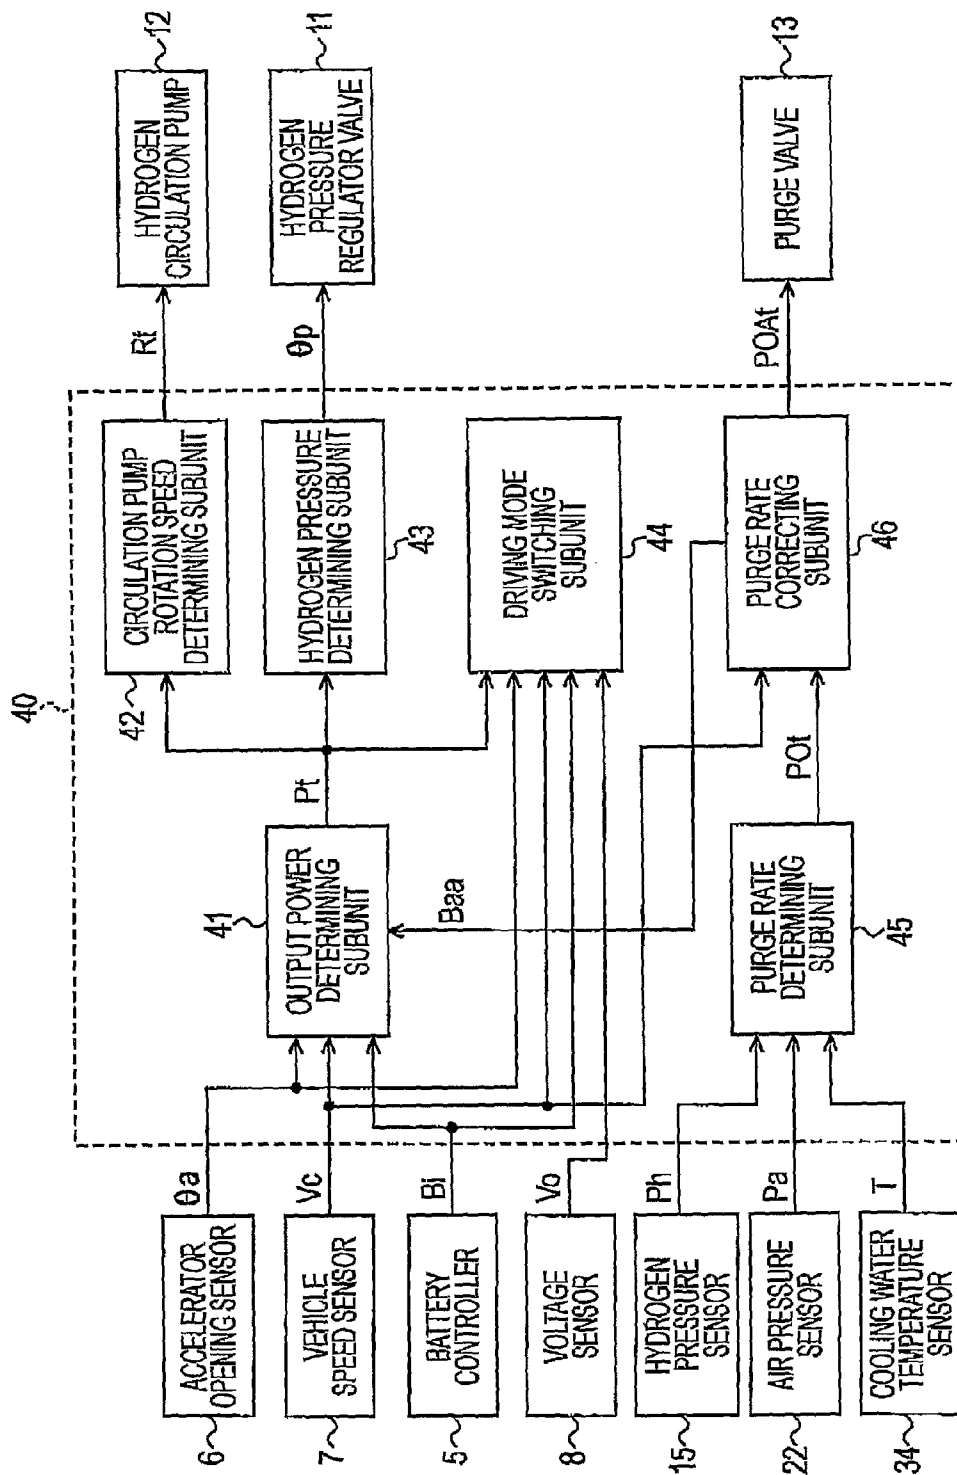 40
6
ACCELERATOR
OPENING SENSOR
θa
7
VEHICLE
SPEED SENSOR
Vc
5
BATTERY
CONTROLLER
Bi
8
VOLTAGE
SENSOR
Vo
15
HYDROGEN
PRESSURE
SENSOR
Ph
22
AIR PRESSURE
SENSOR
Pa
34
COOLING WATER
TEMPERATURE
SENSOR
T
41
OUTPUT POWER
DETERMINING
SUBUNIT
Pt
Baa
45
PURGE RATE
DETERMINING
SUBUNIT
POt
42
CIRCULATION PUMP
ROTATION SPEED
DETERMINING SUBUNIT
Rt
HYDROGEN PRESSURE
DETERMINING SUBUNIT
43
θp
DRIVING MODE
SWITCHING
SUBUNIT
44
PURGE RATE
CORRECTING
SUBUNIT
46
POAt
HYDROGEN
CIRCULATION PUMP
12
HYDROGEN
PRESSURE
REGULATOR VALVE
11
PURGE VALVE
13